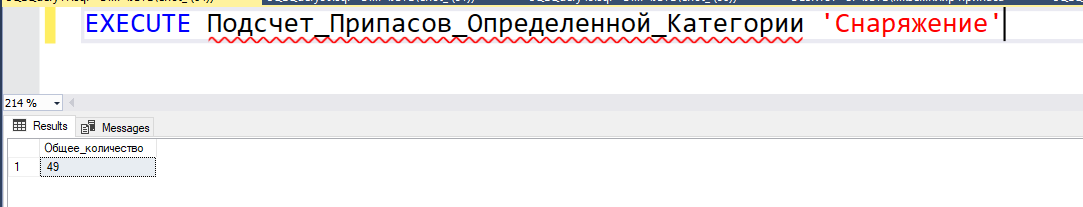 EXECUTE Подсчет_Припасов_Определенной_Категории 'Снаряжение'
214 %
Results Messages
Общее_количество
1 49